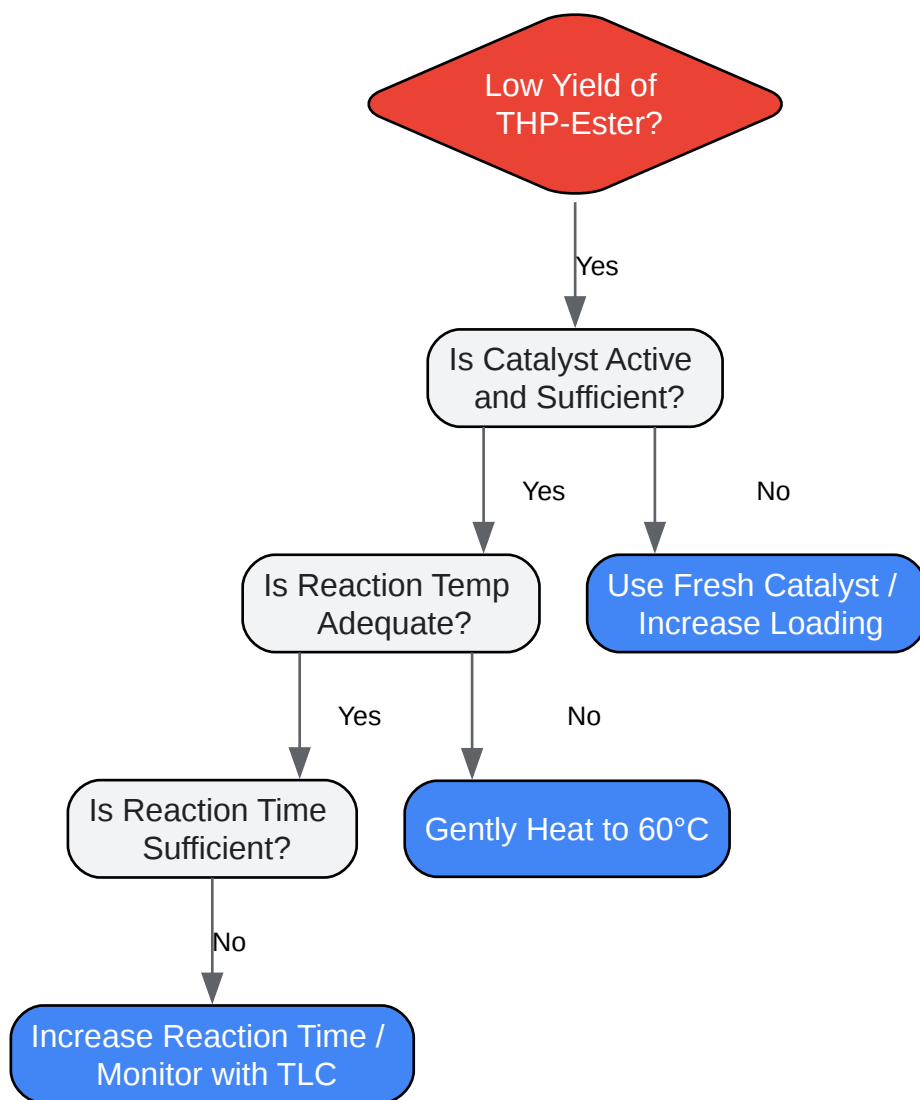 Low Yield of
THP-Ester?
Yes
Is Catalyst Active
and Sufficient?
Yes
No
Is Reaction Temp
Adequate?
Use Fresh Catalyst /
Increase Loading
Yes
No
Is Reaction Time
Sufficient?
Gently Heat to 60°C
No
Increase Reaction Time /
Monitor with TLC